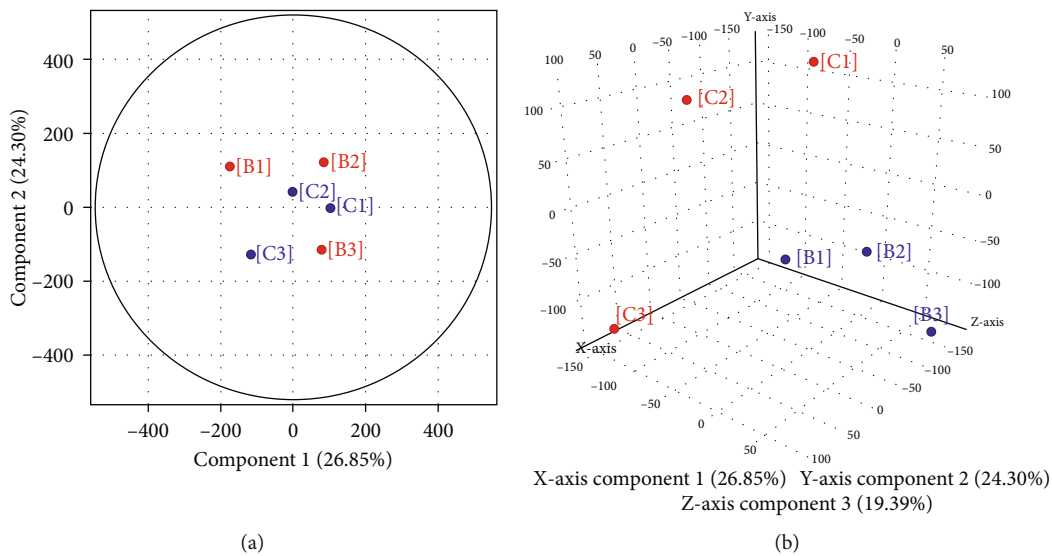 400
200
0
−200
−400
Component 2 (24.30%)
[B1]
[B2]
[C2]
[C1]
[C3]
[B3]
−400
−200
0
200
400
Component 1 (26.85%)
(a)
Y-axis
100
50
0
−50
−100
−150
−150
−100
−50
0
50
[C1]
[C2]
100
50
0
−50
−100
100
50
0
−50
−100
−150
[B1]
[B2]
[B3]
[C3]
X-axis
Z-axis
−150
−100
−50
0
50
−100
−50
0
50
100
X-axis component 1 (26.85%) Y-axis component 2 (24.30%)
Z-axis component 3 (19.39%)
(b)